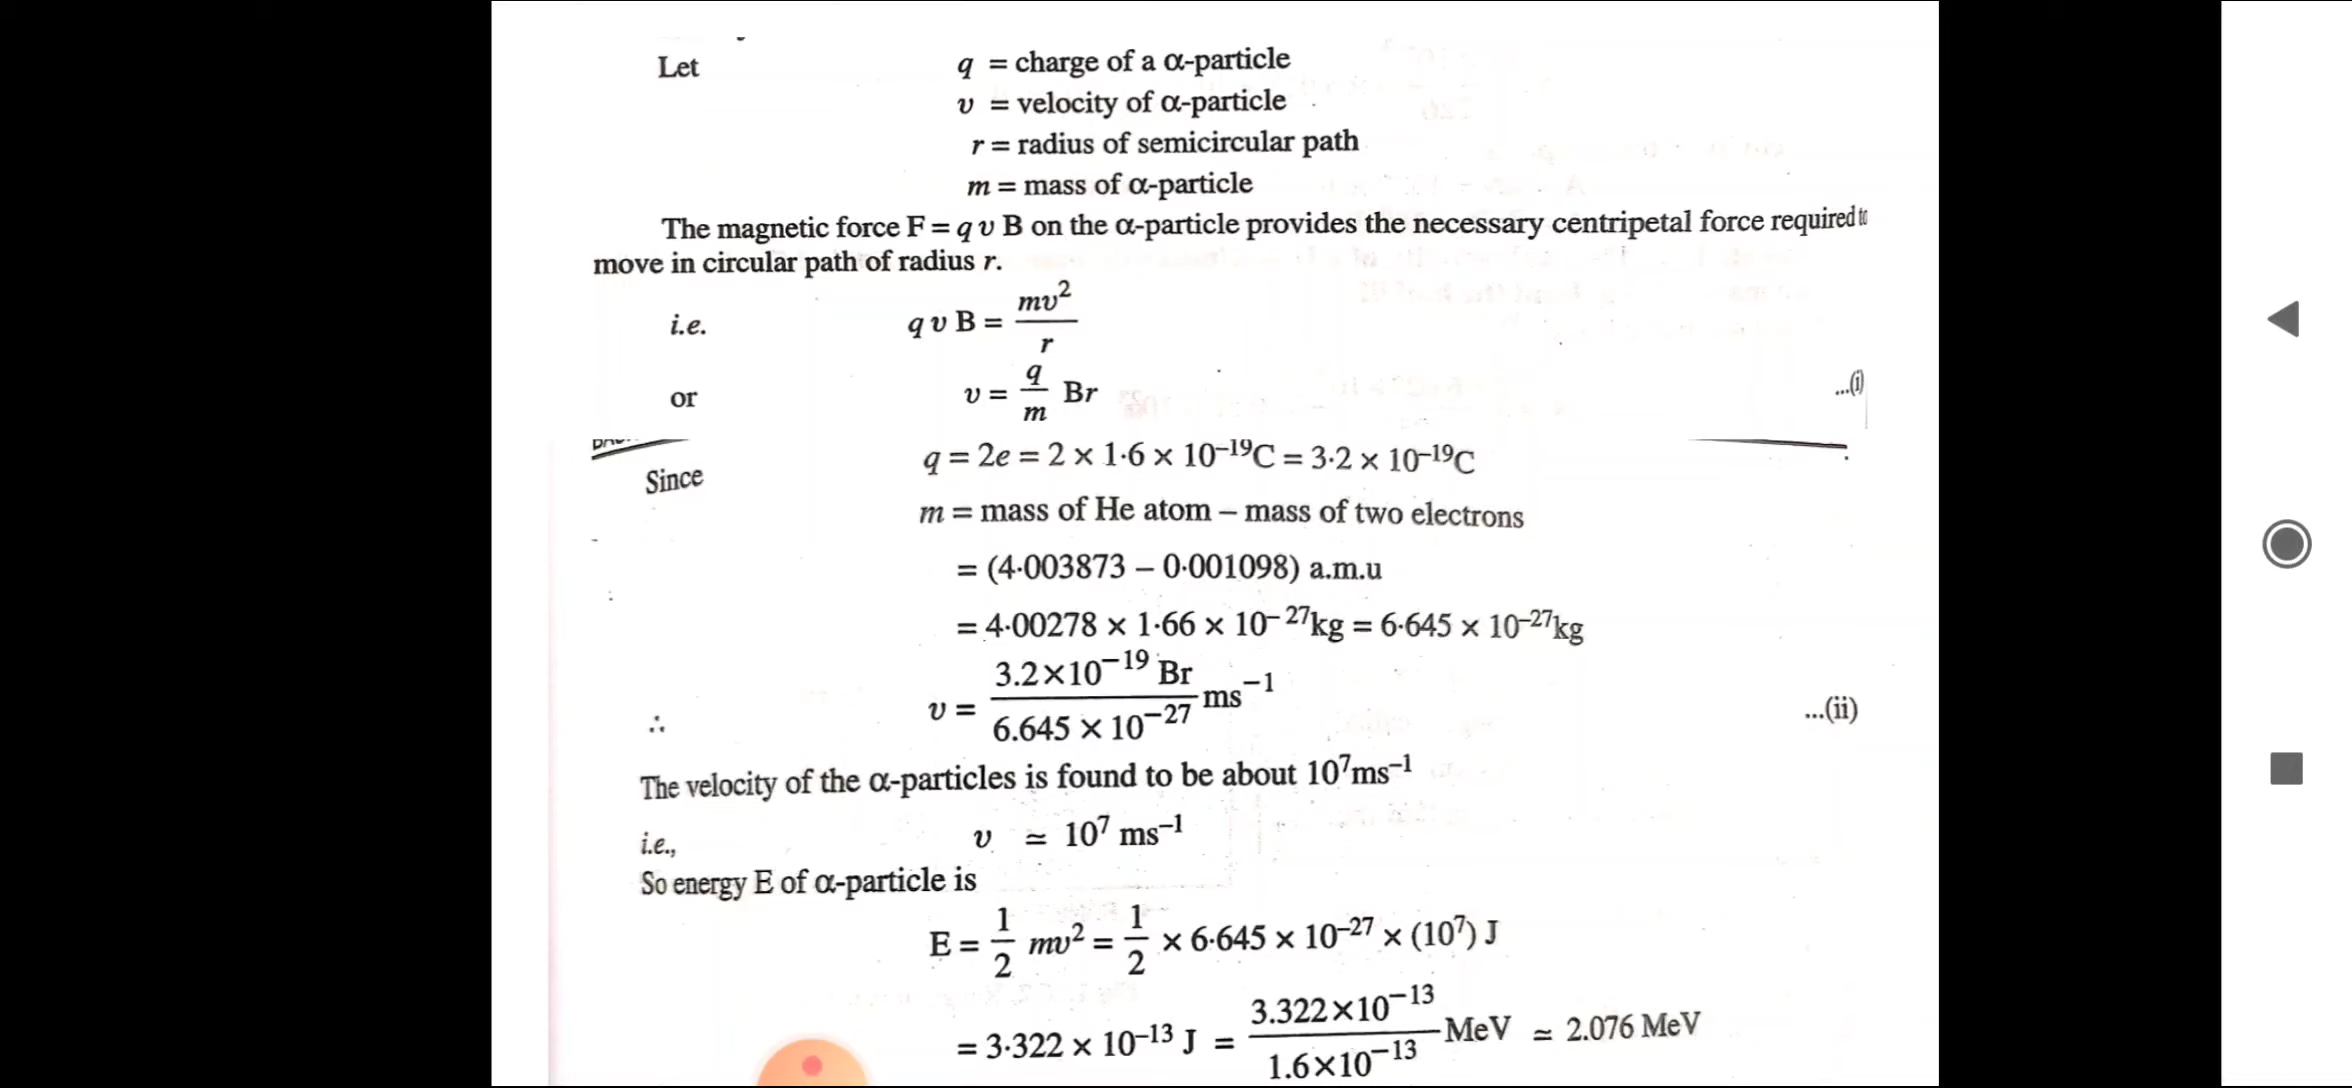 Let q = charge of a α-particle
υ = velocity of α-particle
r = radius of semicircular path
m = mass of α-particle
The magnetic force F = q υ B on the α-particle provides the necessary centripetal force required to
move in circular path of radius r.
i.e. q υ B = mυ² / r
or υ = q/m Br ...(i)
Since q = 2e = 2 × 1·6 × 10⁻¹⁹C = 3·2 × 10⁻¹⁹C
m = mass of He atom – mass of two electrons
= (4·003873 – 0·001098) a.m.u
= 4·00278 × 1·66 × 10⁻²⁷kg = 6·645 × 10⁻²⁷kg
∴ υ = 3.2×10⁻¹⁹ Br / 6.645 × 10⁻²⁷ ms⁻¹ ...(ii)
The velocity of the α-particles is found to be about 10⁷ms⁻¹
i.e., υ ≃ 10⁷ ms⁻¹
So energy E of α-particle is
E = 1/2 mυ² = 1/2 × 6·645 × 10⁻²⁷ × (10⁷) J
= 3·322 × 10⁻¹³ J = 3.322×10⁻¹³ / 1.6×10⁻¹³ MeV ≃ 2.076 MeV